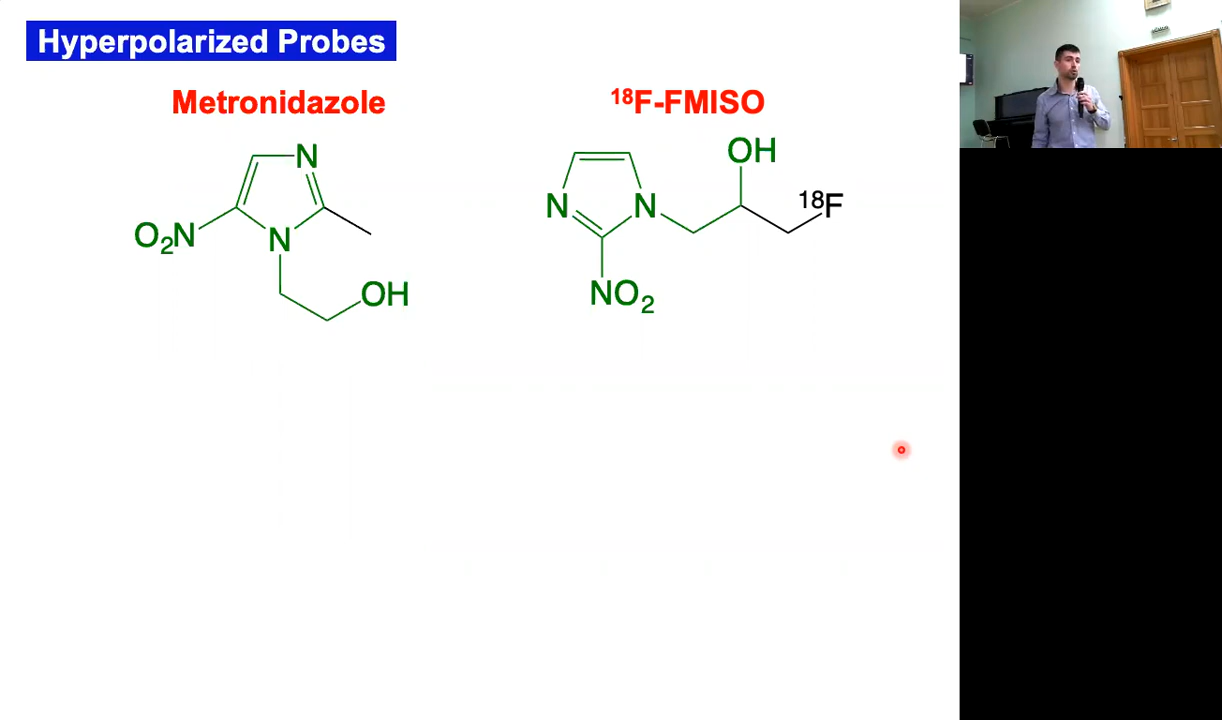 Hyperpolarized Probes
Metronidazole
N
O₂N
N
OH
¹⁸F-FMISO
OH
¹⁸F
N
N
NO₂